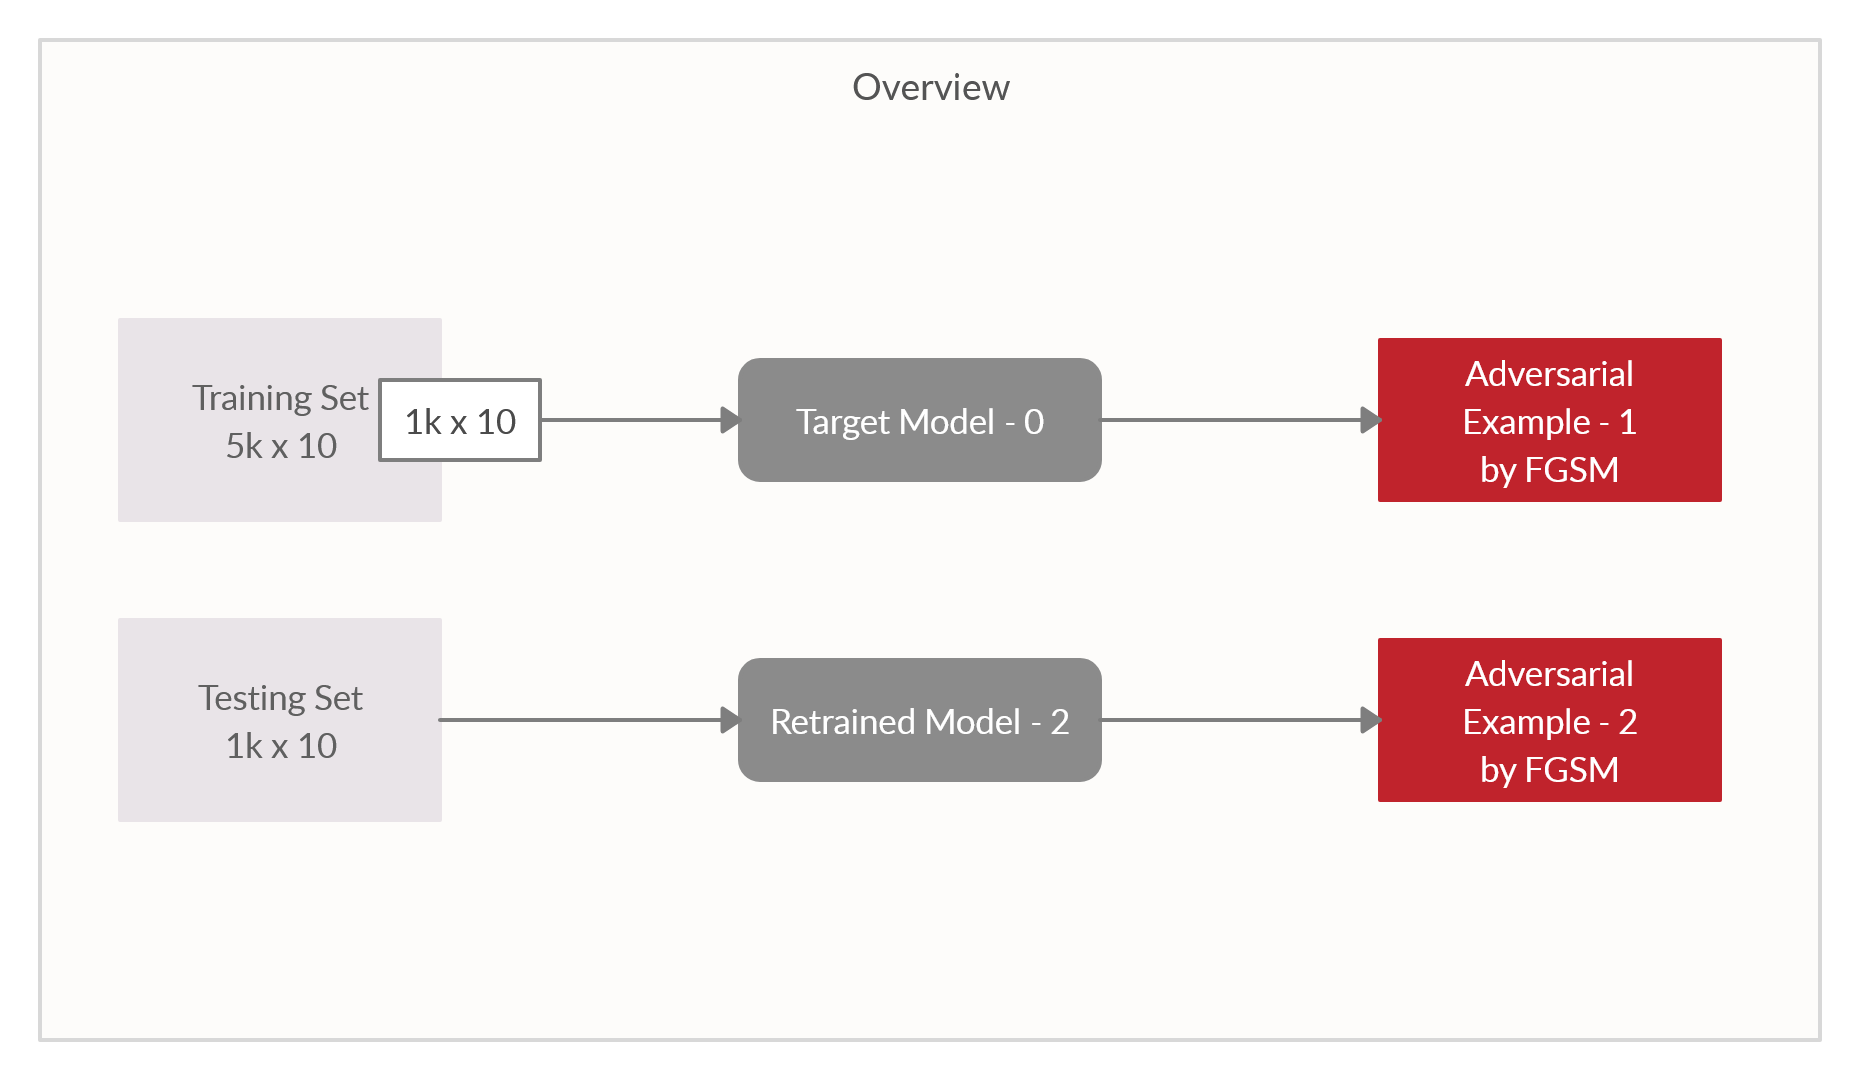 Overview
Training Set
5k x 10
1k x 10
Target Model - 0
Adversarial
Example - 1
by FGSM
Testing Set
1k x 10
Retrained Model - 2
Adversarial
Example - 2
by FGSM